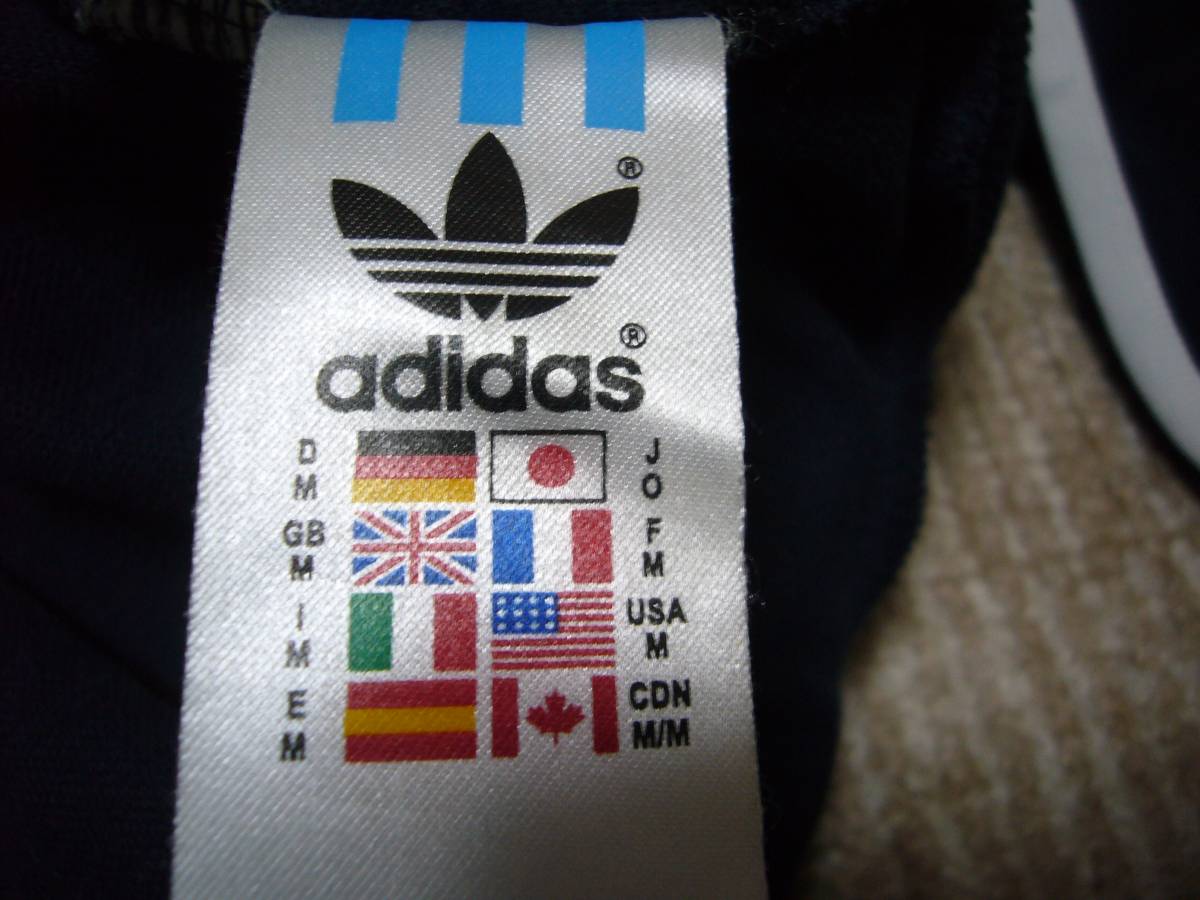 ®
adidas®
D J
M O
GB F
M M
I USA
M M
E CDN
M M/M